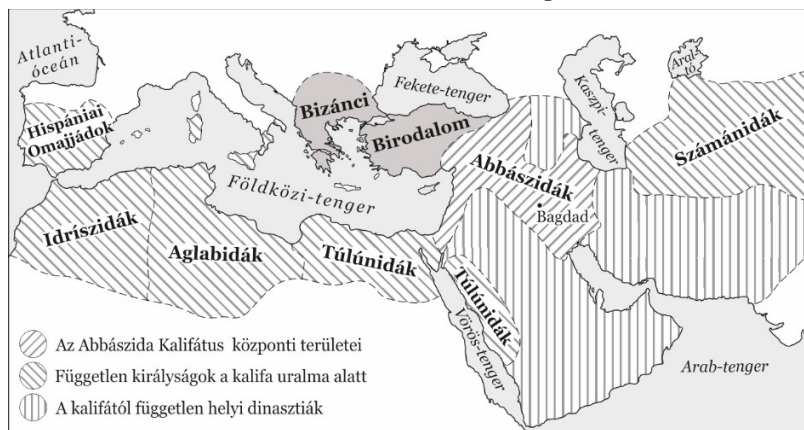 Atlanti-
óceán
Hispániai
Omajjádok
Bizánci
Birodalom
Fekete-tenger
Kaszpi-
tenger
Aral-
tó
Számánidák
Abbászidák
Bagdad
Földközi-tenger
Idríszidák
Aglabidák
Túlúnidák
Túlúnidák
Vörös-tenger
Arab-tenger
Az Abbászida Kalifátus központi területei
Független királyságok a kalifa uralma alatt
A kalifától független helyi dinasztiák